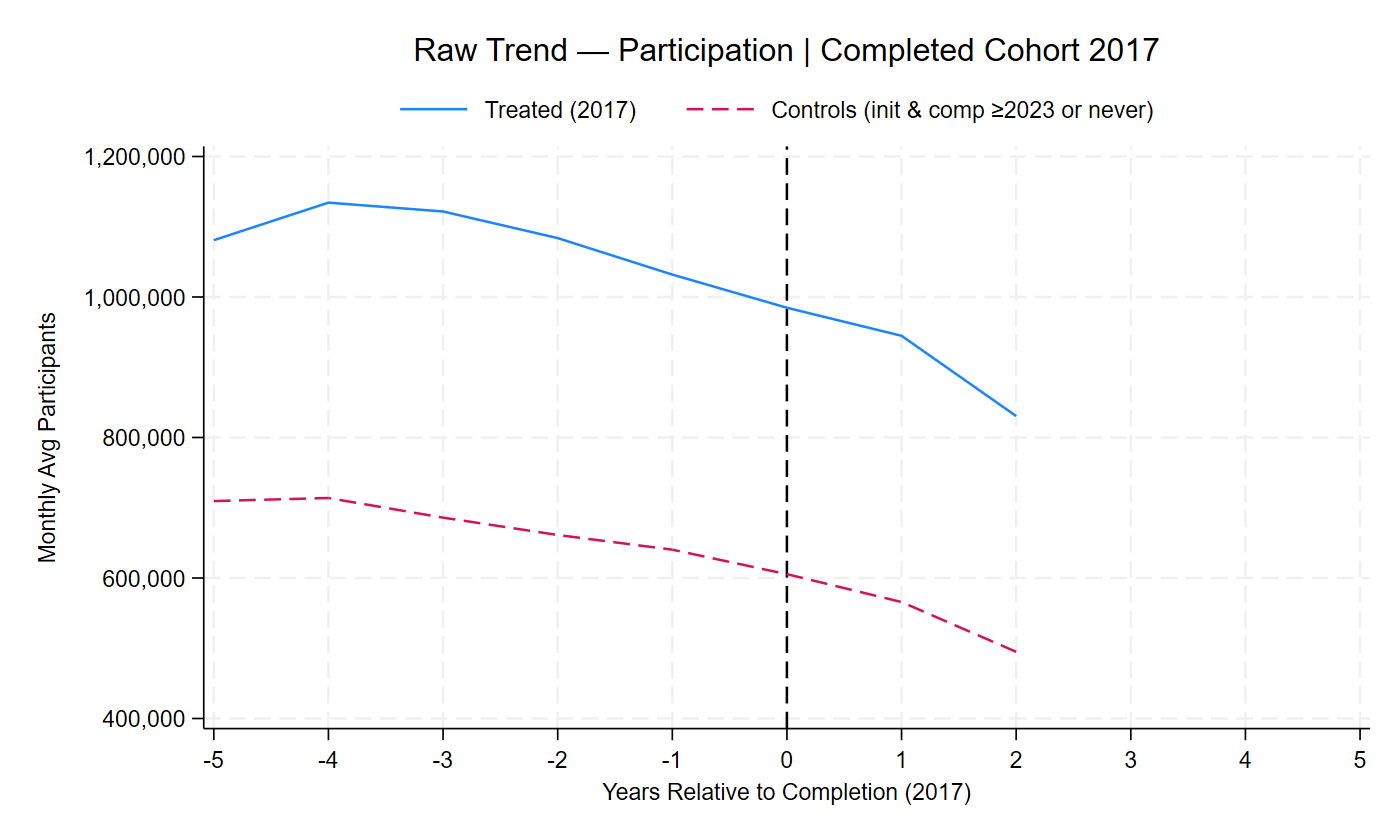 Raw Trend — Participation | Completed Cohort 2017
Treated (2017)
Controls (init & comp ≥2023 or never)
1,200,000
1,000,000
800,000
600,000
400,000
Monthly Avg Participants
-5 -4 -3 -2 -1 0 1 2 3 4 5
Years Relative to Completion (2017)